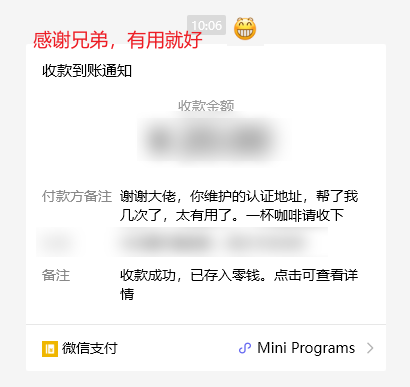 10:06
感谢兄弟，有用就好
收款到账通知
收款金额
付款方备注 谢谢大佬，你维护的认证地址，帮了我
几次了，太有用了。一杯咖啡请收下
备注 收款成功，已存入零钱。点击可查看详
情
微信支付 Mini Programs